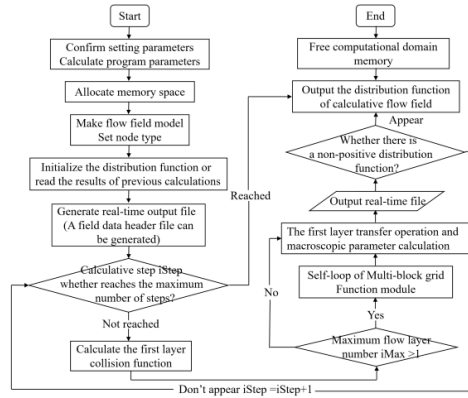 Start
Confirm setting parameters
Calculate program parameters
Allocate memory space
Make flow field model
Set node type
Initialize the distribution function or
read the results of previous calculations
Generate real-time output file
(A field data header file can
be generated)
Calculative step iStep
whether reaches the maximum
number of steps?
Reached
Not reached
Calculate the first layer
collision function
End
Free computational domain
memory
Output the distribution function
of calculative flow field
Appear
Whether there is
a non-positive distribution
function?
Output real-time file
The first layer transfer operation and
macroscopic parameter calculation
No
Self-loop of Multi-block grid
Function module
Yes
Maximum flow layer
number iMax >1
Don’t appear iStep =iStep+1